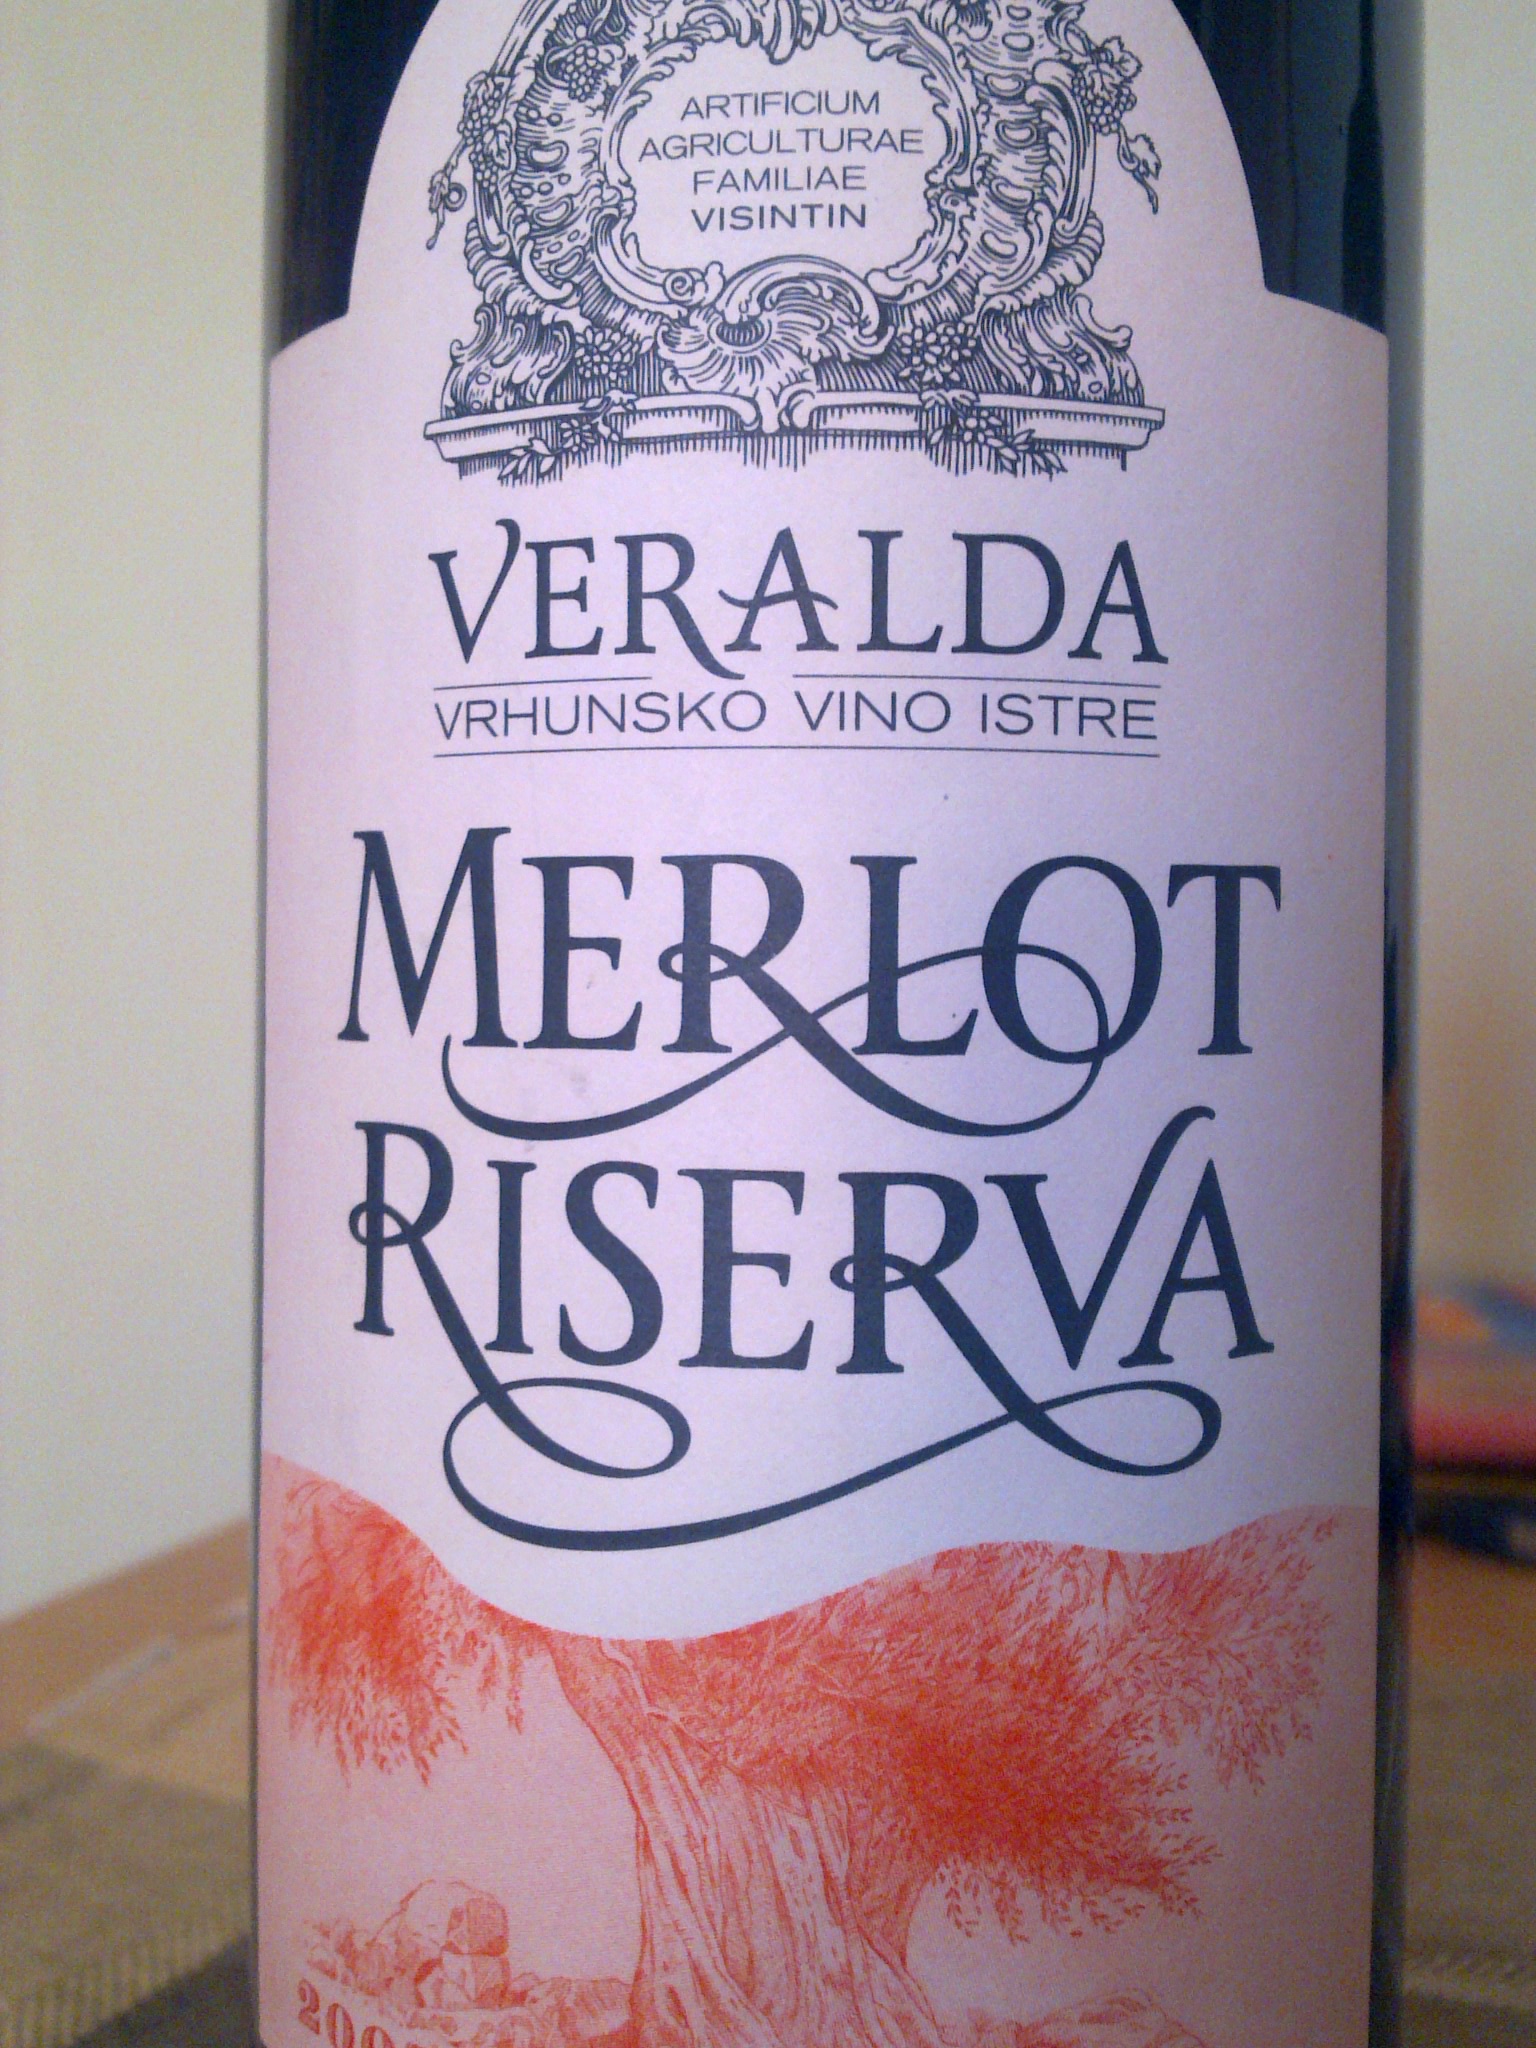 ARTIFICIUM
AGRICULTURAE
FAMILIAE
VISINTIN
VERALDA
VRHUNSKO VINO ISTRE
MERLOT
RISERVA